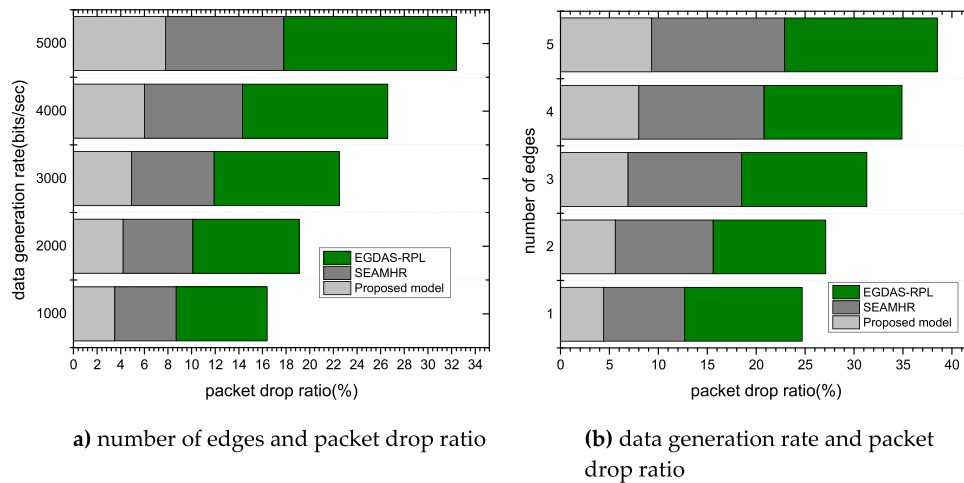 data generation rate(bits/sec)
5000
4000
3000
2000
1000
EGDAS-RPL
SEAMHR
Proposed model
0 2 4 6 8 10 12 14 16 18 20 22 24 26 28 30 32 34
packet drop ratio(%)
a) number of edges and packet drop ratio
number of edges
5
4
3
2
1
EGDAS-RPL
SEAMHR
Proposed model
0 5 10 15 20 25 30 35 40
packet drop ratio(%)
(b) data generation rate and packet
drop ratio